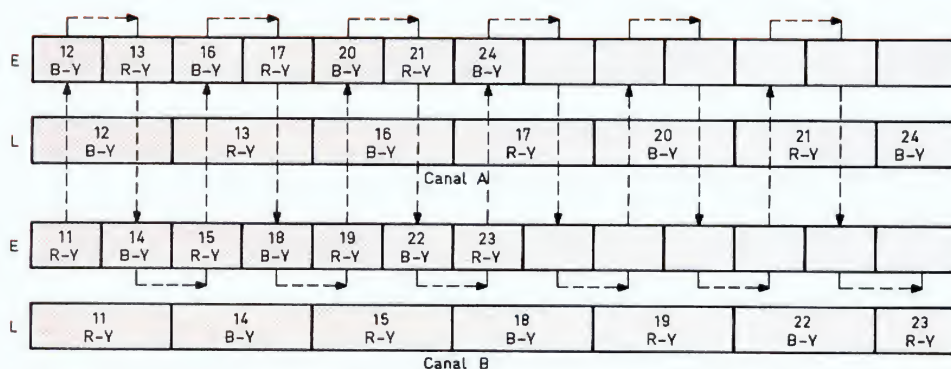 12 13 16 17 20 21 24
E
B-Y R-Y B-Y R-Y B-Y R-Y B-Y
12 13 16 17 20 21 24
L
B-Y R-Y B-Y R-Y B-Y R-Y B-Y
Canal A
11 14 15 18 19 22 23
E
R-Y B-Y R-Y B-Y R-Y B-Y R-Y
11 14 15 18 19 22 23
L
R-Y B-Y R-Y B-Y R-Y B-Y R-Y
Canal B